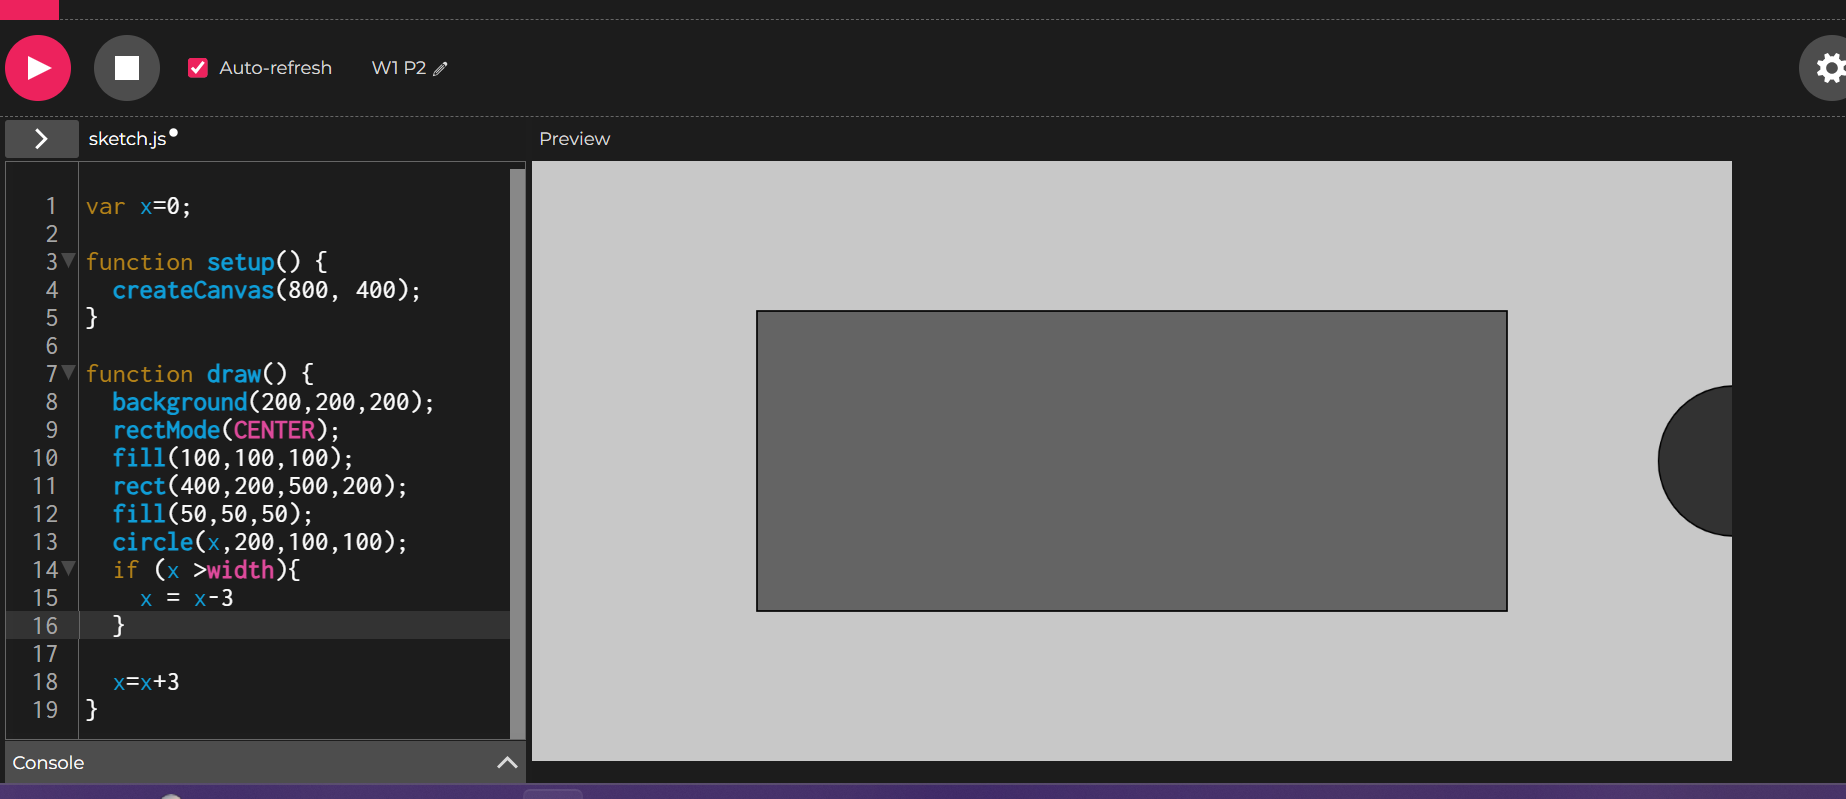 Auto-refresh W1 P2
sketch.js
Preview
1 var x=0;
2
3 function setup() {
4 createCanvas(800, 400);
5 }
6
7 function draw() {
8 background(200,200,200);
9 rectMode(CENTER);
10 fill(100,100,100);
11 rect(400,200,500,200);
12 fill(50,50,50);
13 circle(x,200,100,100);
14 if (x >width){
15 x = x-3
16 }
17
18 x=x+3
19 }
Console